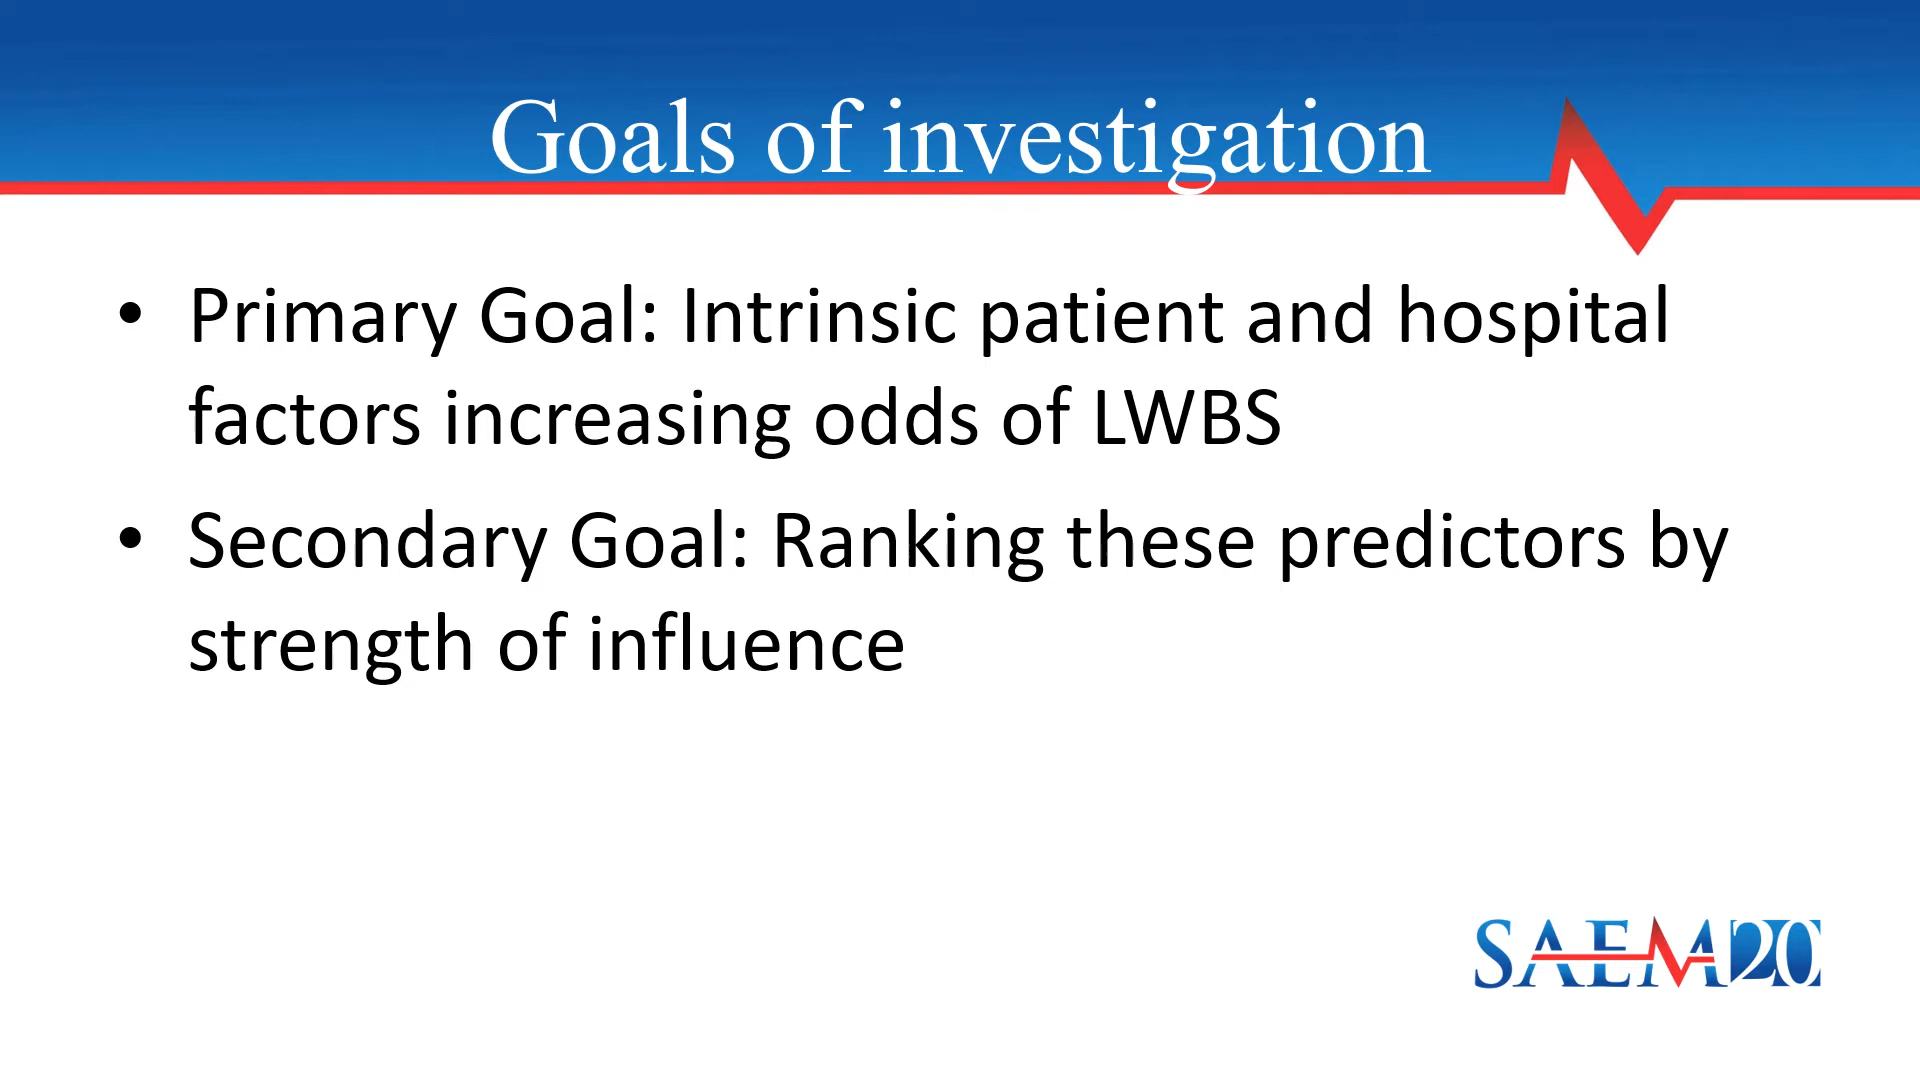 Goals of investigation
• Primary Goal: Intrinsic patient and hospital
factors increasing odds of LWBS
• Secondary Goal: Ranking these predictors by
strength of influence
SAEM20